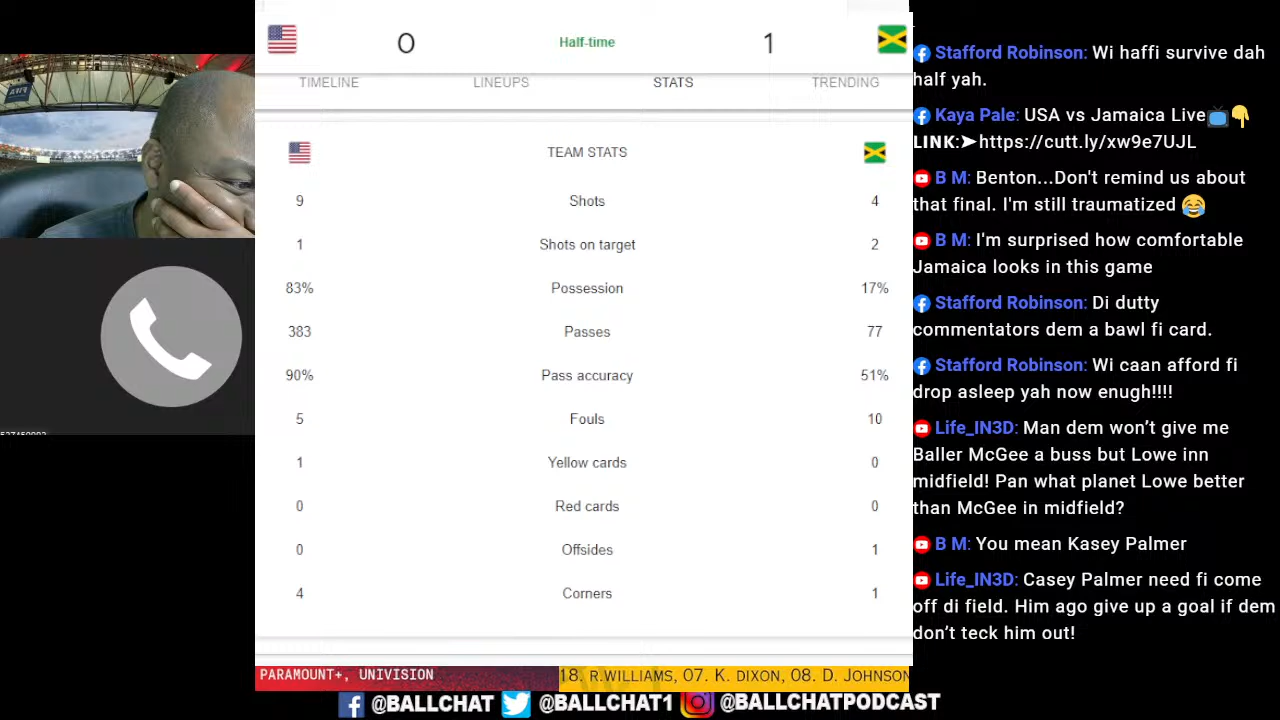 0 Half-time 1
TIMELINE LINEUPS STATS TRENDING
TEAM STATS
9 Shots 4
1 Shots on target 2
83% Possession 17%
383 Passes 77
90% Pass accuracy 51%
5 Fouls 10
1 Yellow cards 0
0 Red cards 0
0 Offsides 1
4 Corners 1
Stafford Robinson: Wi haffi survive dah
half yah.
Kaya Pale: USA vs Jamaica Live📺👇
𝗟𝗜𝗡𝗞:➤https://cutt.ly/xw9e7UJL
B M: Benton...Don't remind us about
that final. I'm still traumatized 😂
B M: I'm surprised how comfortable
Jamaica looks in this game
Stafford Robinson: Di dutty
commentators dem a bawl fi card.
Stafford Robinson: Wi caan afford fi
drop asleep yah now enugh!!!!
Life_IN3D: Man dem won’t give me
Baller McGee a buss but Lowe inn
midfield! Pan what planet Lowe better
than McGee in midfield?
B M: You mean Kasey Palmer
Life_IN3D: Casey Palmer need fi come
off di field. Him ago give up a goal if dem
don’t teck him out!
PARAMOUNT+, UNIVISION
18. R.WILLIAMS, 07. K. DIXON, 08. D. JOHNSON
@BALLCHAT @BALLCHAT1 @BALLCHATPODCAST